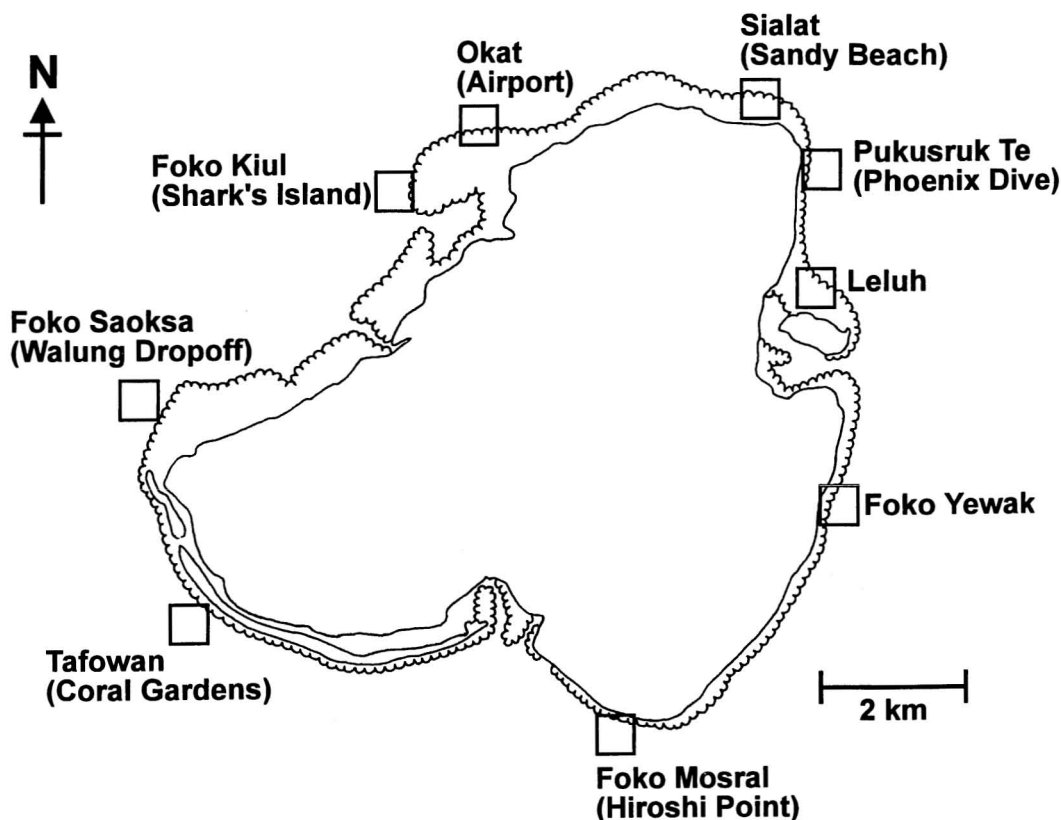 N
Okat
(Airport)
Sialat
(Sandy Beach)
Foko Kiul
(Shark's Island)
Pukusruk Te
(Phoenix Dive)
Leluh
Foko Saoksa
(Walung Dropoff)
Foko Yewak
Tafowan
(Coral Gardens)
2 km
Foko Mosral
(Hiroshi Point)